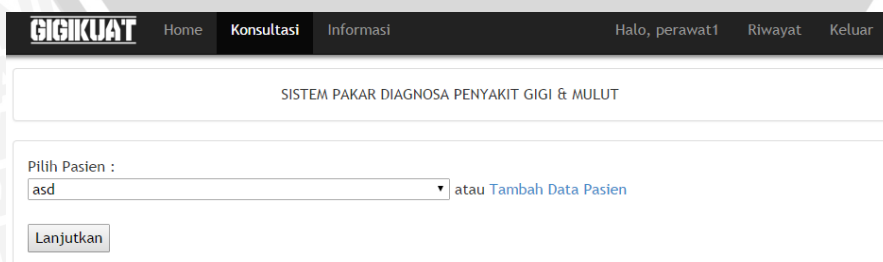 GIGIKUAT Home Konsultasi Informasi Halo, perawat1 Riwayat Keluar
SISTEM PAKAR DIAGNOSA PENYAKIT GIGI & MULUT
Pilih Pasien :
asd atau Tambah Data Pasien
Lanjutkan